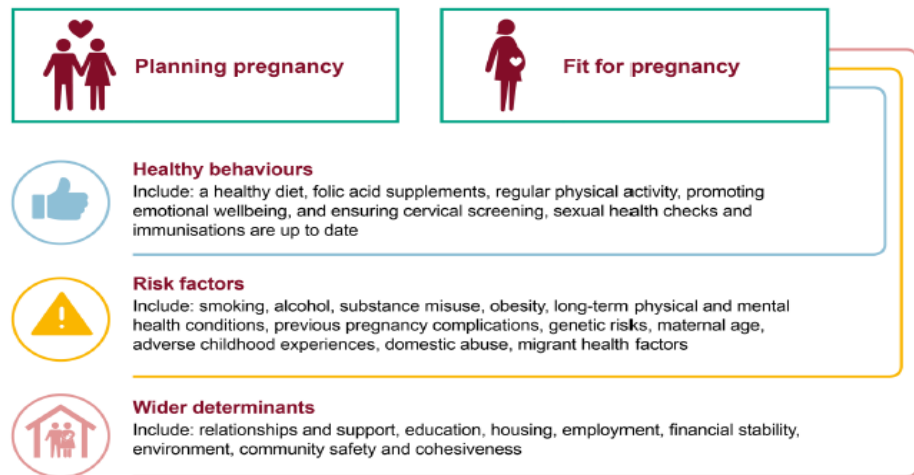 Planning pregnancy
Fit for pregnancy
Healthy behaviours
Include: a healthy diet, folic acid supplements, regular physical activity, promoting
emotional wellbeing, and ensuring cervical screening, sexual health checks and
immunisations are up to date
Risk factors
Include: smoking, alcohol, substance misuse, obesity, long-term physical and mental
health conditions, previous pregnancy complications, genetic risks, maternal age,
adverse childhood experiences, domestic abuse, migrant health factors
Wider determinants
Include: relationships and support, education, housing, employment, financial stability,
environment, community safety and cohesiveness